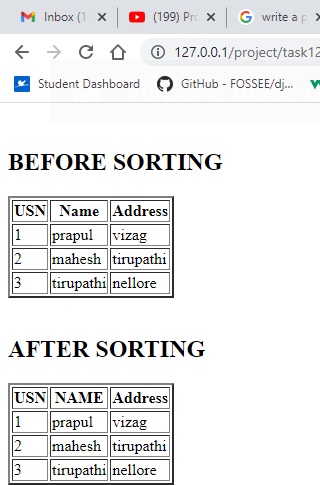 Inbox (1
(199) Pr
write a p
127.0.0.1/project/task12
Student Dashboard
GitHub - FOSSEE/dj...
BEFORE SORTING
USN Name Address
1 prapul vizag
2 mahesh tirupathi
3 tirupathi nellore
AFTER SORTING
USN NAME Address
1 prapul vizag
2 mahesh tirupathi
3 tirupathi nellore